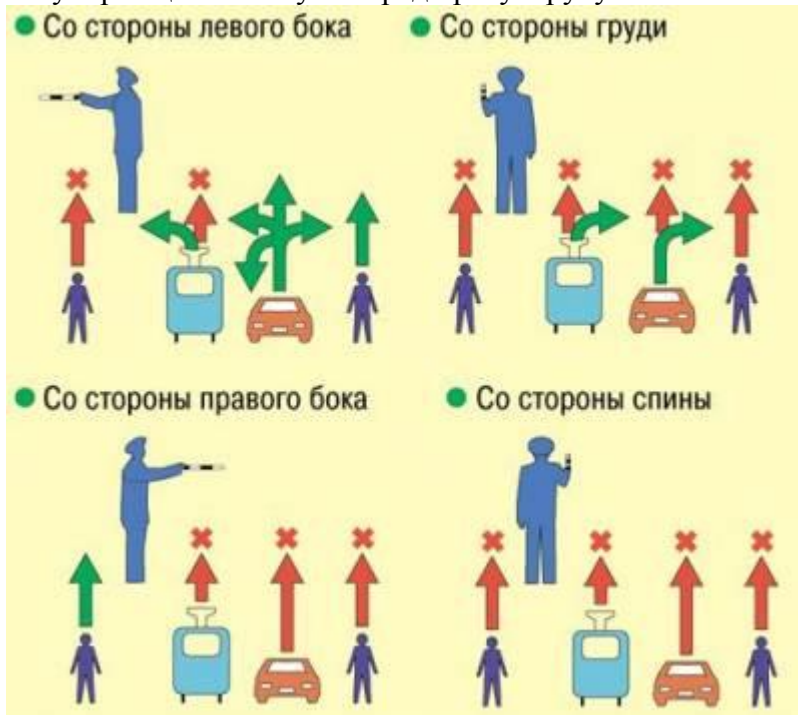 Со стороны левого бока
Со стороны груди
Со стороны правого бока
Со стороны спины